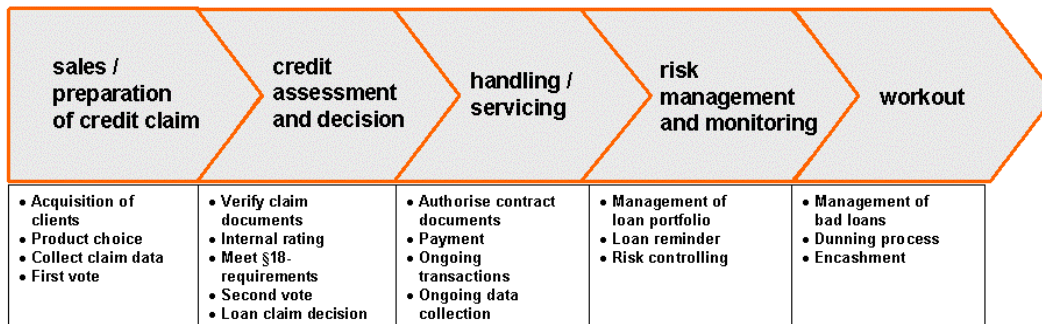 sales /
preparation
of credit claim
credit
assessment
and decision
handling /
servicing
risk
management
and monitoring
workout
• Acquisition of
clients
• Product choice
• Collect claim data
• First vote
• Verify claim
documents
• Internal rating
• Meet §18-
requirements
• Second vote
• Loan claim decision
• Authorise contract
documents
• Payment
• Ongoing
transactions
• Ongoing data
collection
• Management of
loan portfolio
• Loan reminder
• Risk controlling
• Management of
bad loans
• Dunning process
• Encashment